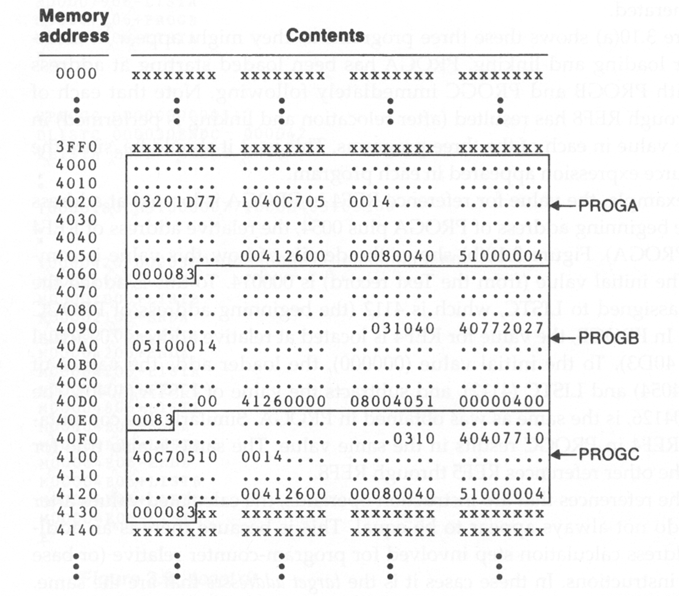 Memory
address Contents
0000 xxxxxxxx xxxxxxxx xxxxxxxx xxxxxxxx
3FF0 xxxxxxxx xxxxxxxx xxxxxxxx xxxxxxxx
4000 ........ ........ ........ ........
4010 ........ ........ ........ ........
4020 03201D77 1040C705 0014.... ........ ←PROGA
4030 ........ ........ ........ ........
4040 ........ ........ ........ ........
4050 ........ 00412600 00080040 51000004
4060 000083.. ........ ........ ........
4070 ........ ........ ........ ........
4080 ........ ........ ........ ........
4090 ........ ........ ..031040 40772027
40A0 05100014 ........ ........ ........ ←PROGB
40B0 ........ ........ ........ ........
40C0 ........ ........ ........ ........
40D0 ......00 41260000 08004051 00000400
40E0 0083.... ........ ........ ........
40F0 ........ ........ ....0310 40407710
4100 40C70510 0014.... ........ ........ ←PROGC
4110 ........ ........ ........ ........
4120 ........ 00412600 00080040 51000004
4130 000083xx xxxxxxxx xxxxxxxx xxxxxxxx
4140 xxxxxxxx xxxxxxxx xxxxxxxx xxxxxxxx